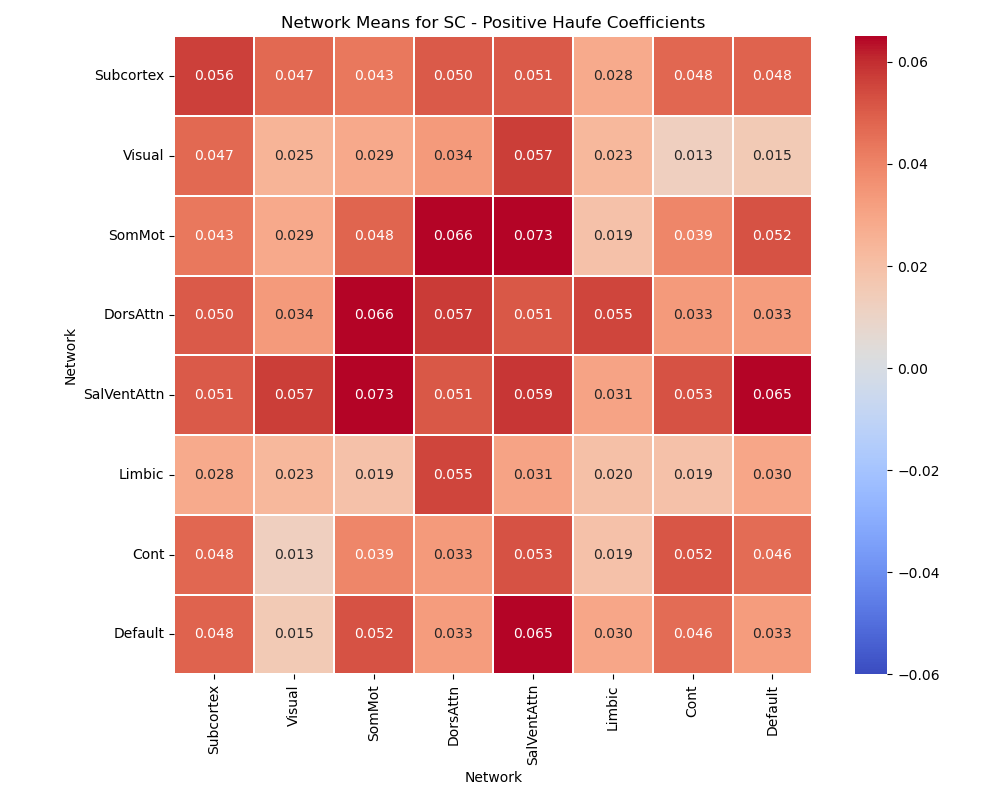 Network Means for SC - Positive Haufe Coefficients
Subcortex 0.056 0.047 0.043 0.050 0.051 0.028 0.048 0.048
Visual 0.047 0.025 0.029 0.034 0.057 0.023 0.013 0.015
SomMot 0.043 0.029 0.048 0.066 0.073 0.019 0.039 0.052
DorsAttn 0.050 0.034 0.066 0.057 0.051 0.055 0.033 0.033
SalVentAttn 0.051 0.057 0.073 0.051 0.059 0.031 0.053 0.065
Limbic 0.028 0.023 0.019 0.055 0.031 0.020 0.019 0.030
Cont 0.048 0.013 0.039 0.033 0.053 0.019 0.052 0.046
Default 0.048 0.015 0.052 0.033 0.065 0.030 0.046 0.033
Network
Subcortex Visual SomMot DorsAttn SalVentAttn Limbic Cont Default
Network
0.06
0.04
0.02
0.00
−0.02
−0.04
−0.06